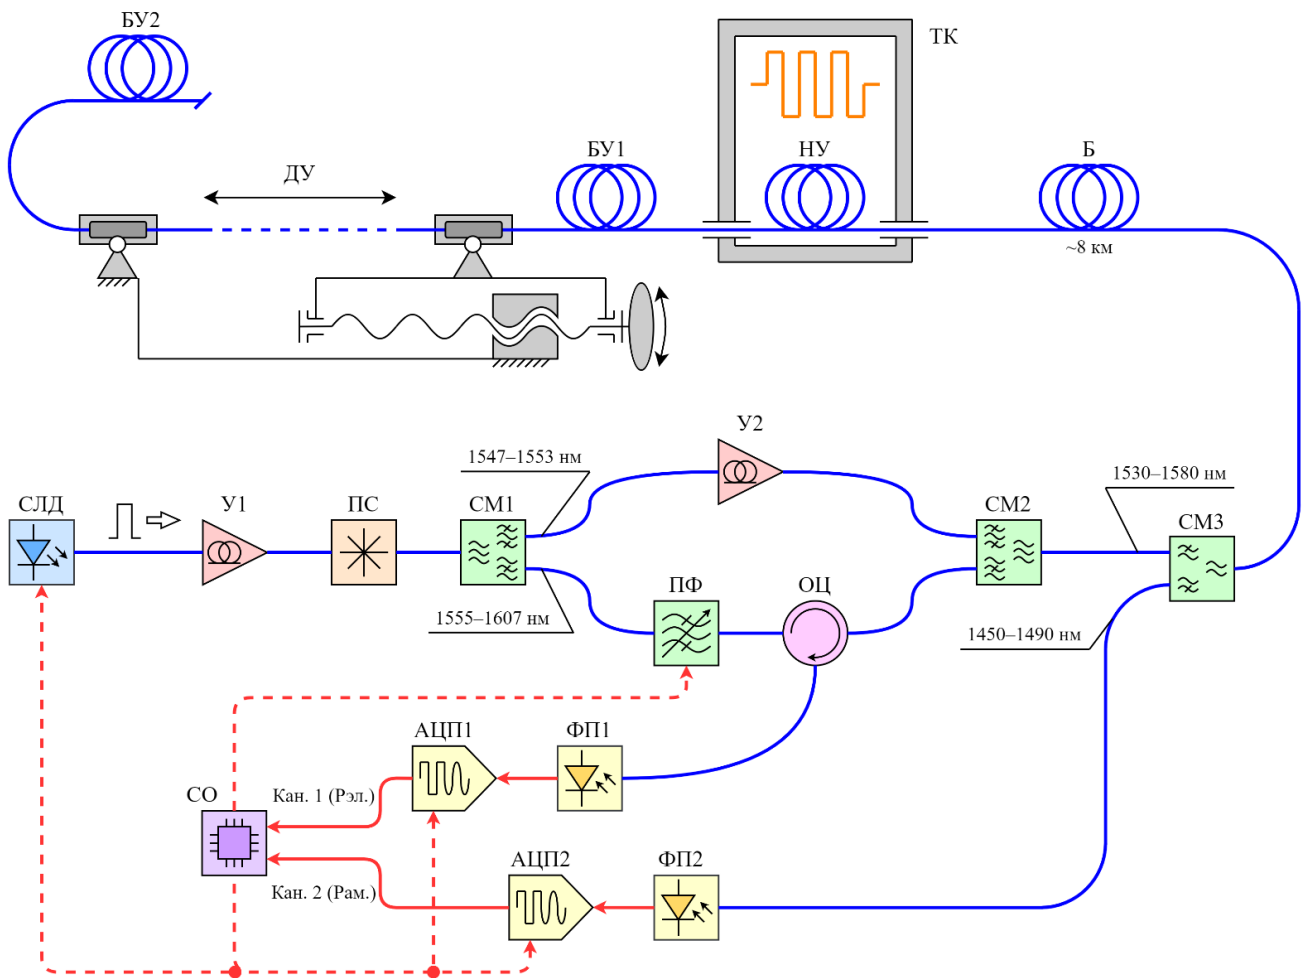 БУ2
ТК
ДУ
БУ1
НУ
Б
~8 км
У2
1547–1553 нм
1530–1580 нм
СЛД
У1
ПС
СМ1
СМ2
СМ3
ПФ
ОЦ
1555–1607 нм
1450–1490 нм
АЦП1
ФП1
СО
Кан. 1 (Рэл.)
АЦП2
ФП2
Кан. 2 (Рам.)